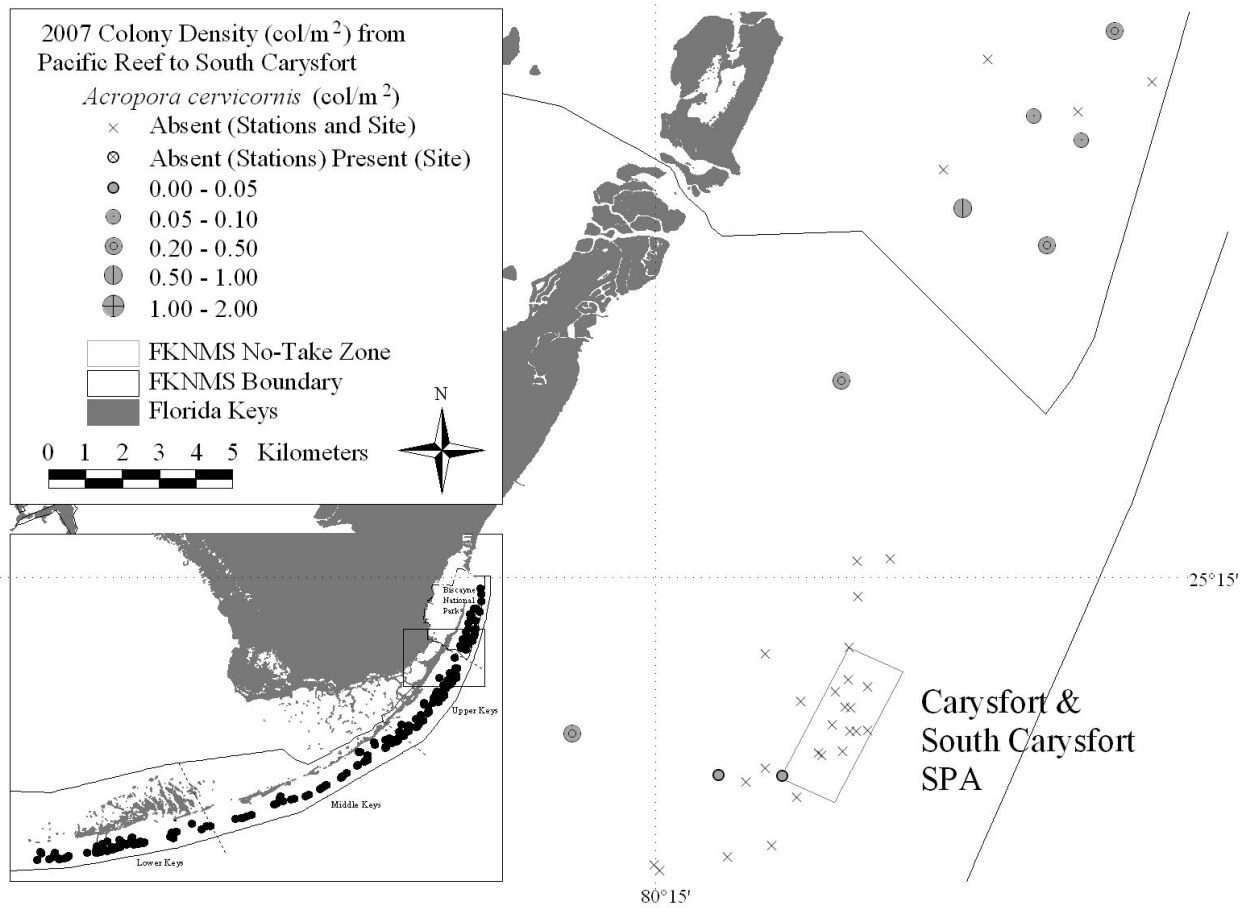 2007 Colony Density (col/m²) from
Pacific Reef to South Carysfort
Acropora cervicornis (col/m²)
Absent (Stations and Site)
Absent (Stations) Present (Site)
0.00 - 0.05
0.05 - 0.10
0.20 - 0.50
0.50 - 1.00
1.00 - 2.00
FKNMS No-Take Zone
FKNMS Boundary
Florida Keys
N
0 1 2 3 4 5 Kilometers
Biscayne
National
Park
Upper Keys
Middle Keys
Lower Keys
25°15'
Carysfort &
South Carysfort
SPA
80°15'